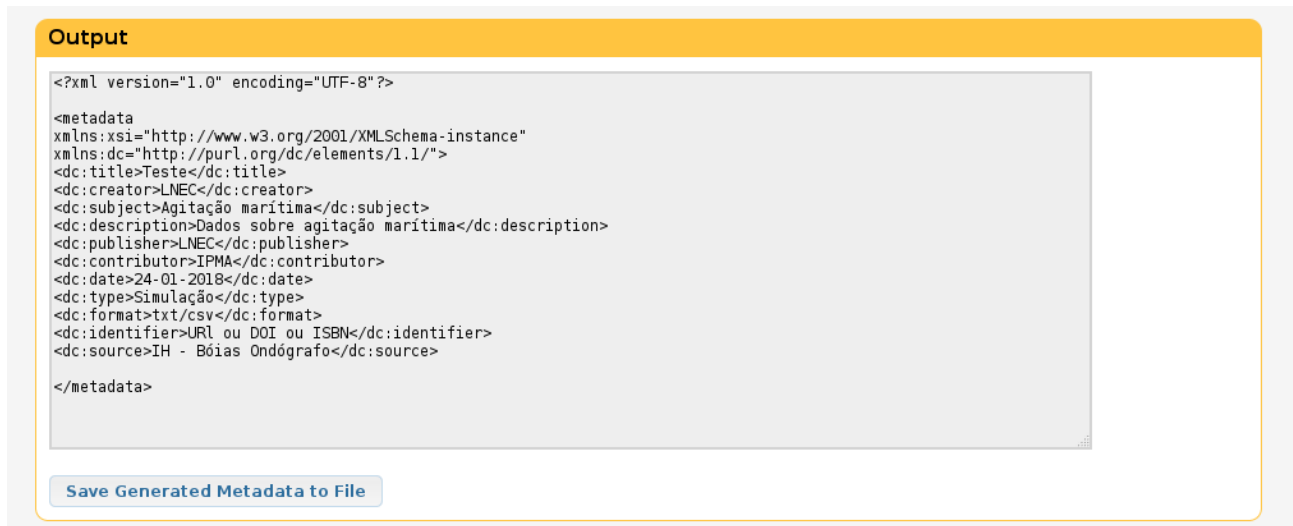 Output
<?xml version="1.0" encoding="UTF-8"?>
<metadata
xmlns:xsi="http://www.w3.org/2001/XMLSchema-instance"
xmlns:dc="http://purl.org/dc/elements/1.1/">
<dc:title>Teste</dc:title>
<dc:creator>LNEC</dc:creator>
<dc:subject>Agitação marítima</dc:subject>
<dc:description>Dados sobre agitação marítima</dc:description>
<dc:publisher>LNEC</dc:publisher>
<dc:contributor>IPMA</dc:contributor>
<dc:date>24-01-2018</dc:date>
<dc:type>Simulação</dc:type>
<dc:format>txt/csv</dc:format>
<dc:identifier>URl ou DOI ou ISBN</dc:identifier>
<dc:source>IH - Bóias Ondógrafo</dc:source>
</metadata>
Save Generated Metadata to File